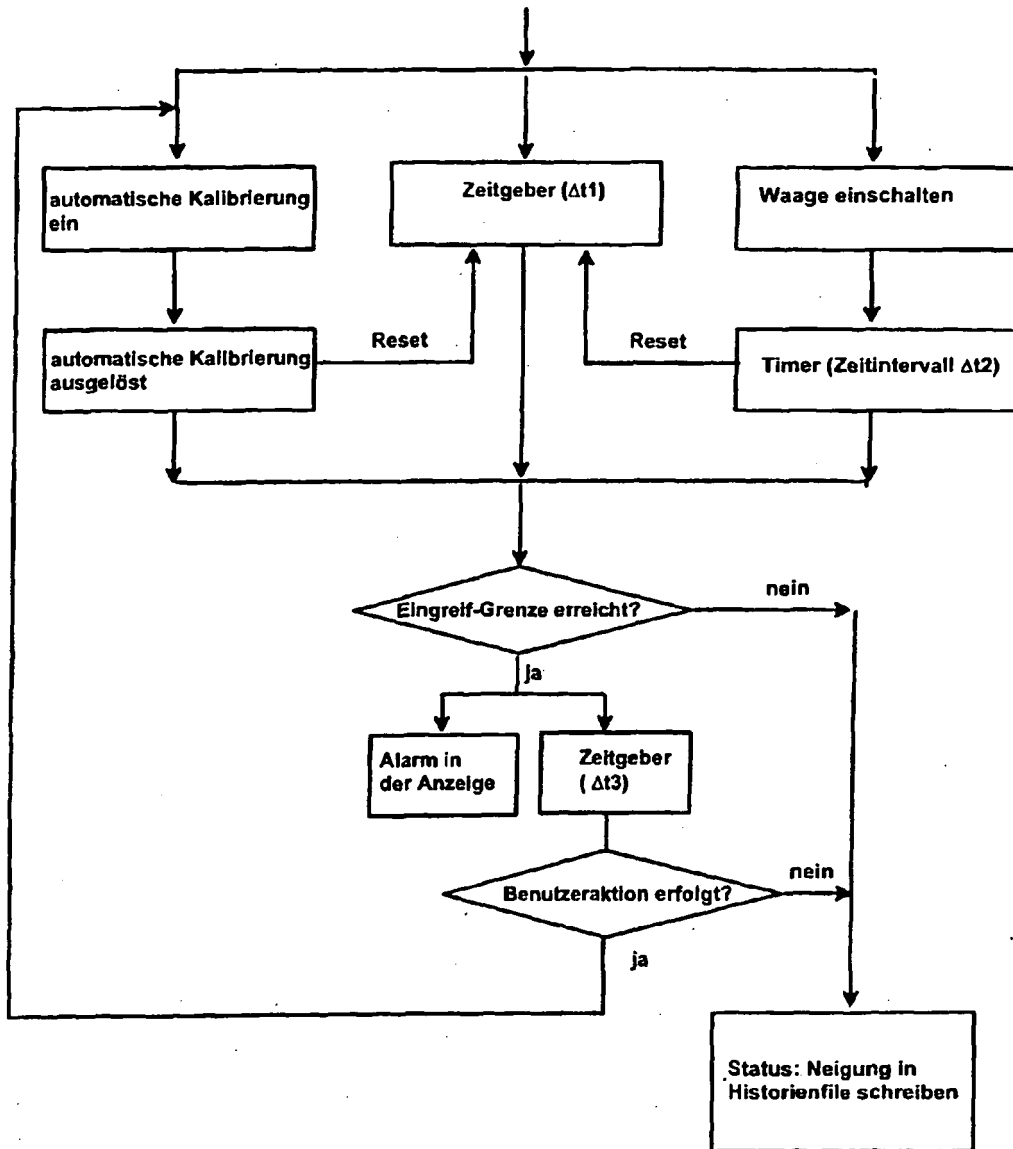 automatische Kalibrierung
ein
Zeitgeber (Δt1)
Waage einschalten
automatische Kalibrierung
ausgelöst
Reset
Reset
Timer (Zeitintervall Δt2)
Eingreif-Grenze erreicht?
nein
ja
Alarm in
der Anzeige
Zeitgeber
( Δt3)
Benutzeraktion erfolgt?
nein
ja
Status: Neigung in
Historienfile schreiben